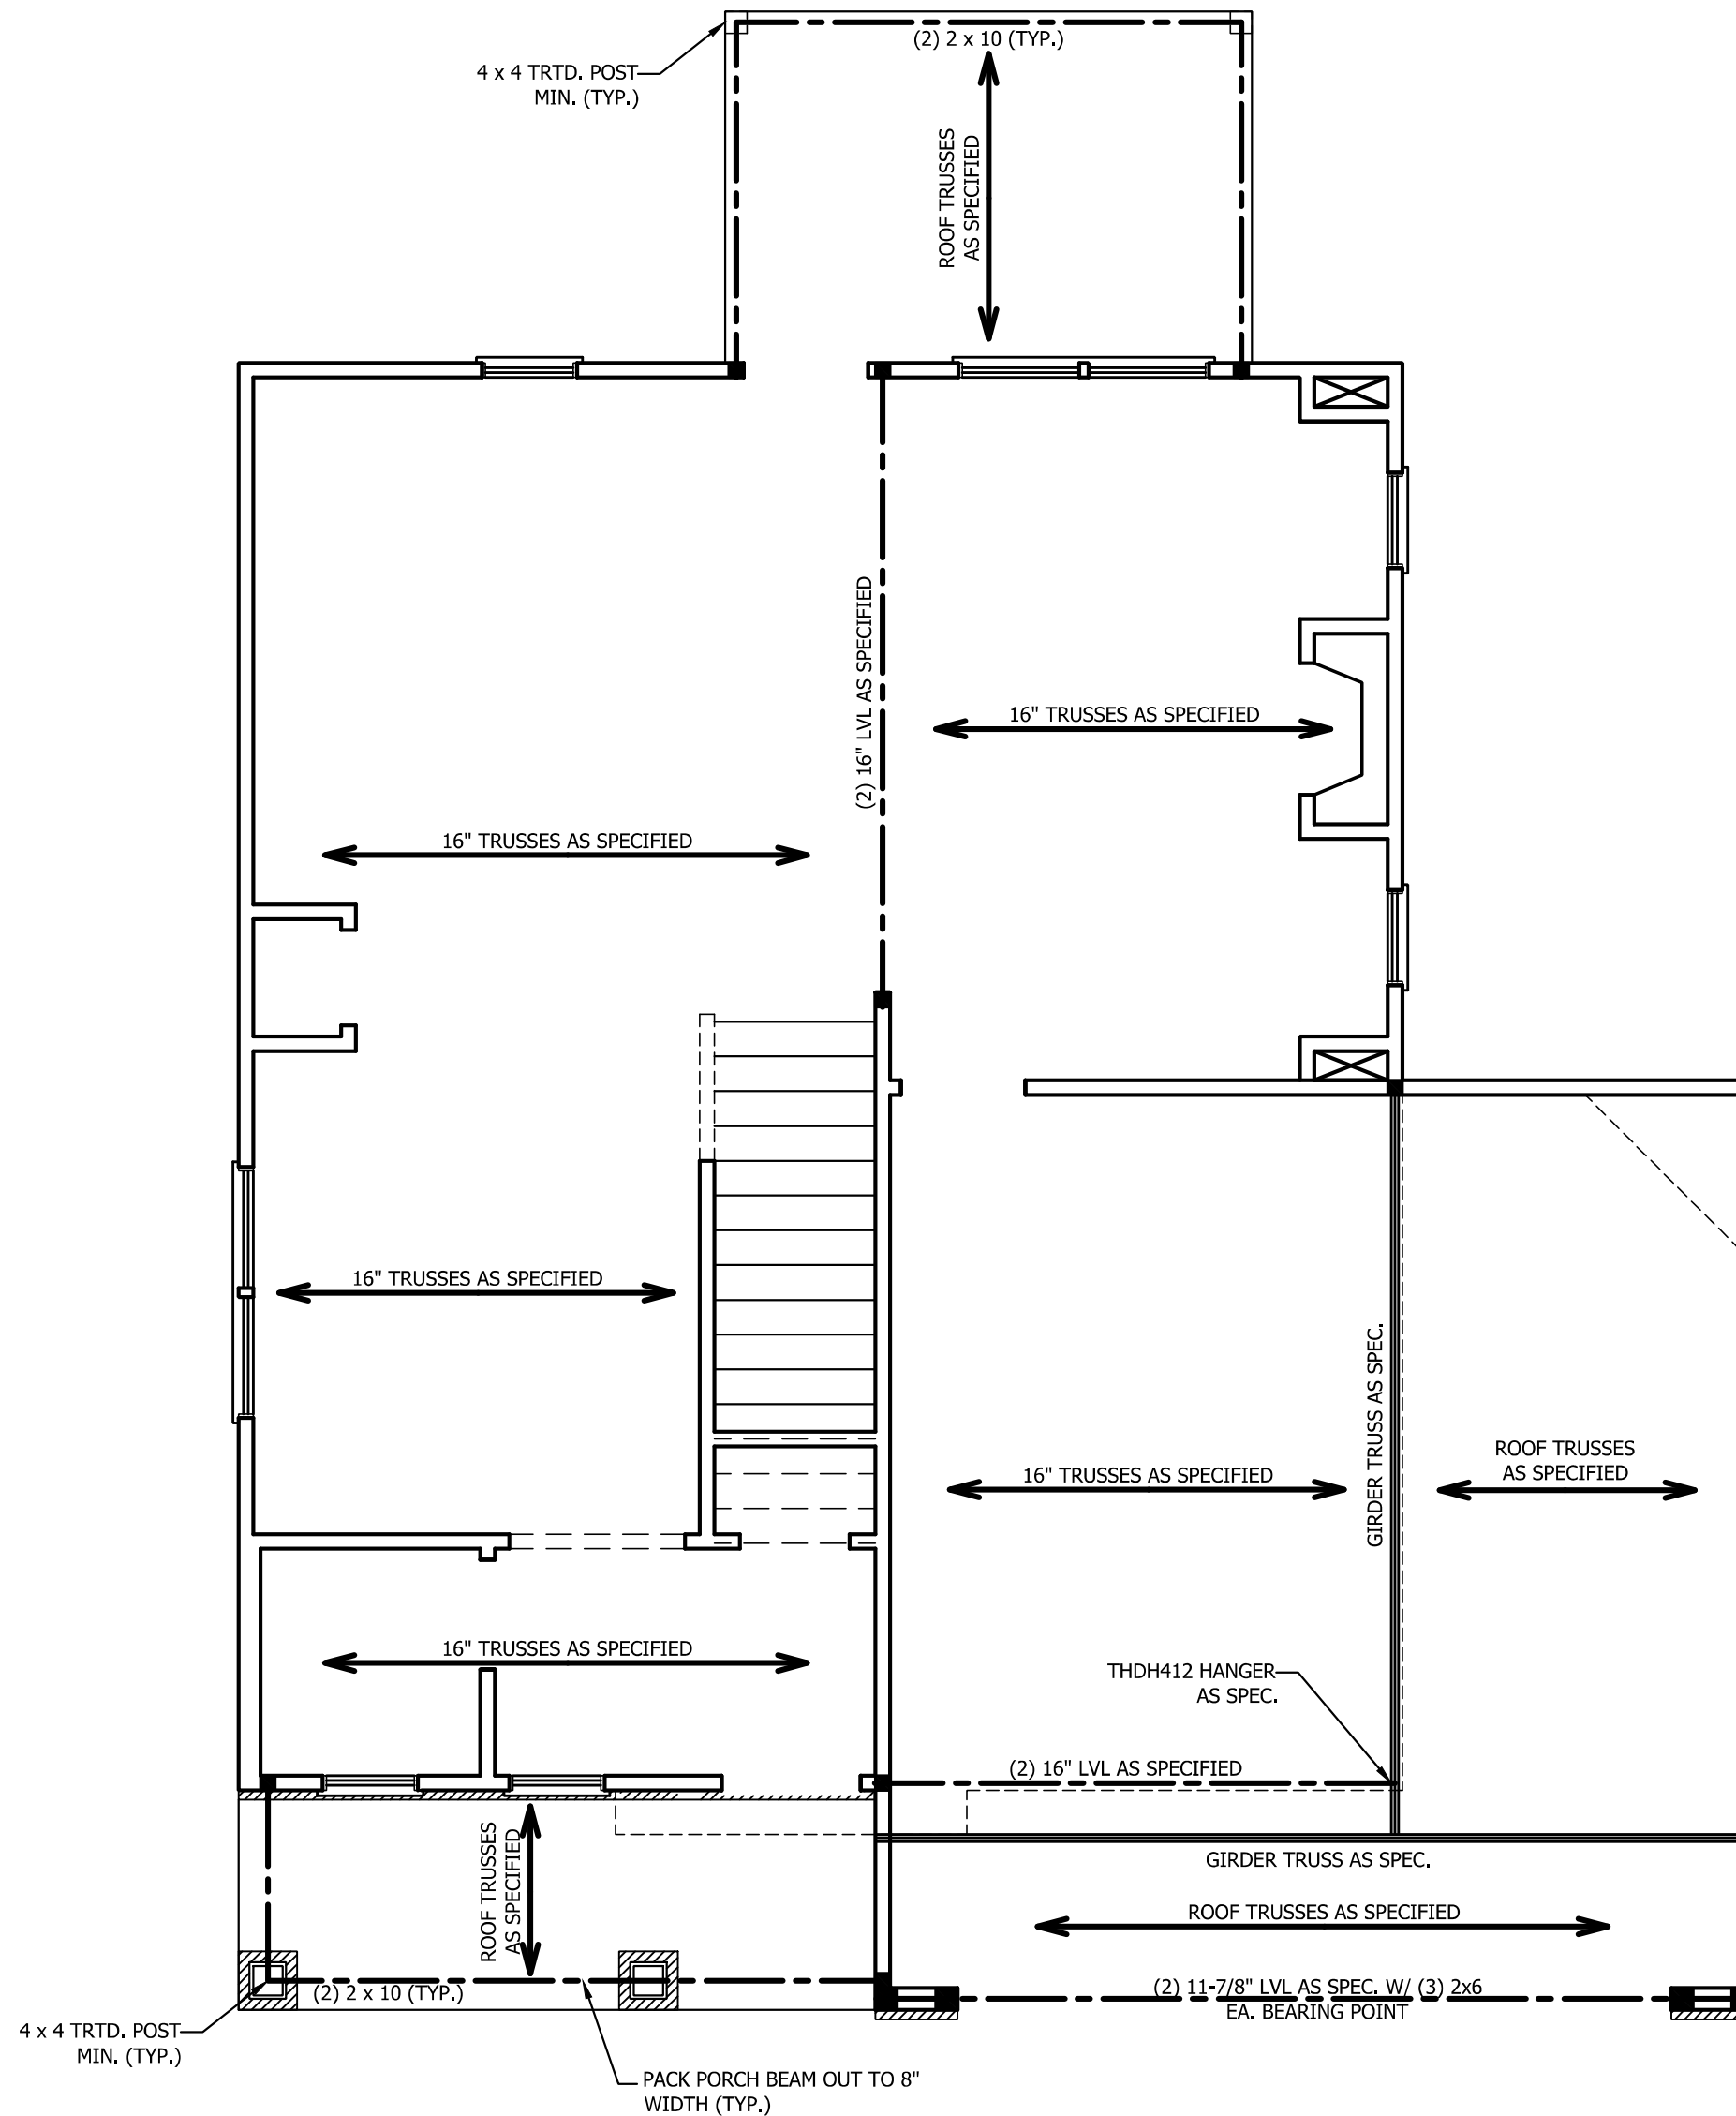 (2) 2 x 10 (TYP.)
4 x 4 TRTD. POST
MIN. (TYP.)
ROOF TRUSSES
AS SPECIFIED
(2) 16" LVL AS SPECIFIED
16" TRUSSES AS SPECIFIED
16" TRUSSES AS SPECIFIED
16" TRUSSES AS SPECIFIED
GIRDER TRUSS AS SPEC.
ROOF TRUSSES
AS SPECIFIED
16" TRUSSES AS SPECIFIED
16" TRUSSES AS SPECIFIED
THDH412 HANGER
AS SPEC.
(2) 16" LVL AS SPECIFIED
ROOF TRUSSES
AS SPECIFIED
GIRDER TRUSS AS SPEC.
ROOF TRUSSES AS SPECIFIED
(2) 2 x 10 (TYP.)
(2) 11-7/8" LVL AS SPEC. W/ (3) 2x6
EA. BEARING POINT
4 x 4 TRTD. POST
MIN. (TYP.)
PACK PORCH BEAM OUT TO 8"
WIDTH (TYP.)